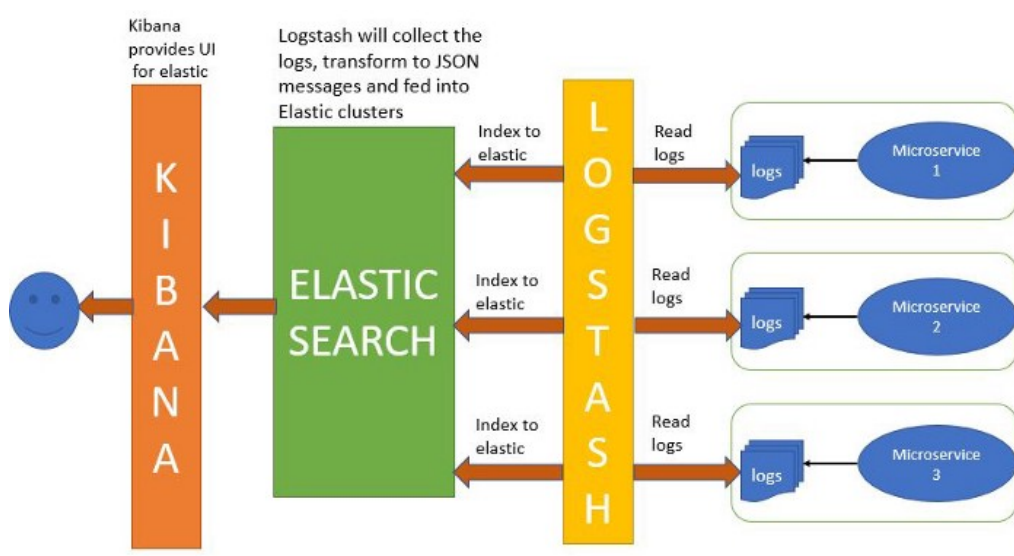 Kibana
provides UI
for elastic
Logstash will collect the
logs, transform to JSON
messages and fed into
Elastic clusters
KIBANA
ELASTIC
SEARCH
LOGSTASH
Index to
elastic
Read
logs
logs
Microservice
1
Index to
elastic
Read
logs
logs
Microservice
2
Index to
elastic
Read
logs
logs
Microservice
3